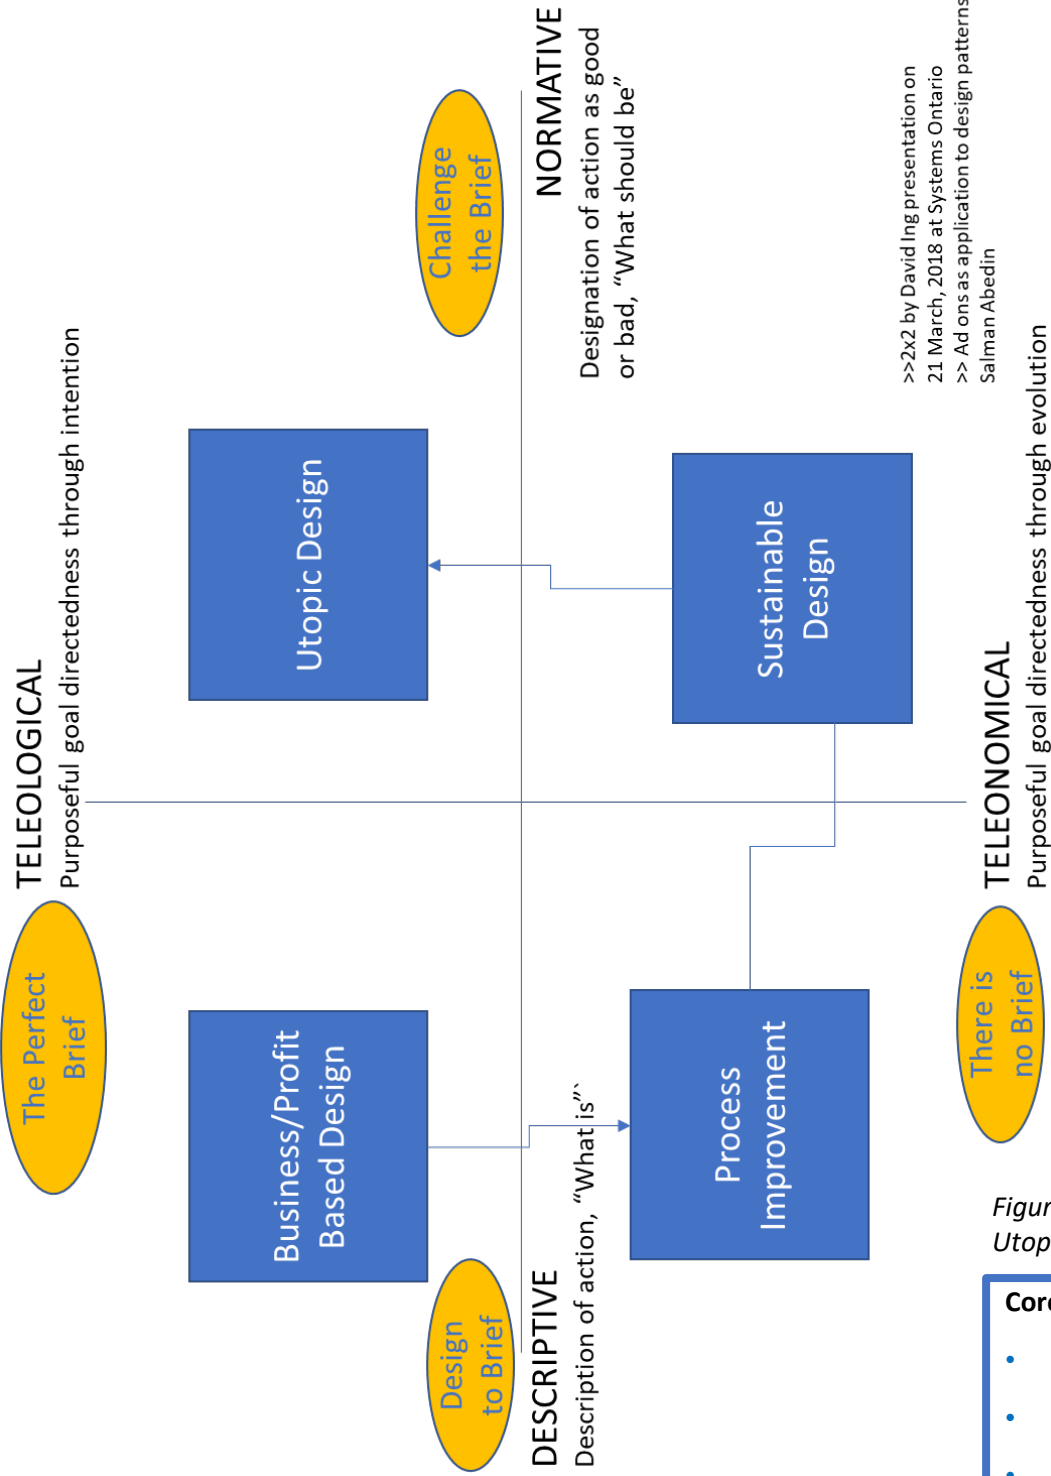 TELEOLOGICAL
Purposeful goal directedness through intention
The Perfect
Brief
Business/Profit
Based Design
Utopic Design
Challenge
the Brief
Design
to Brief
DESCRIPTIVE
Description of action, “What is”`
NORMATIVE
Designation of action as good
or bad, “What should be”
Process
Improvement
Sustainable
Design
>>2x2 by David Ing presentation on
21 March, 2018 at Systems Ontario
>> Ad ons as application to design patterns
Salman Abedin
There is
no Brief
TELEONOMICAL
Purposeful goal directedness through evolution